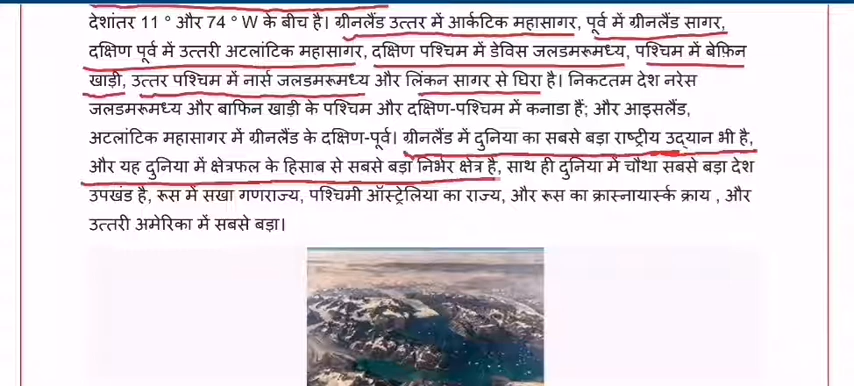 देशांतर 11 ° और 74 ° W के बीच है। ग्रीनलैंड उत्तर में आर्कटिक महासागर, पूर्व में ग्रीनलैंड सागर,
दक्षिण पूर्व में उत्तरी अटलांटिक महासागर, दक्षिण पश्चिम में डेविस जलडमरूमध्य, पश्चिम में बेफ़िन
खाड़ी, उत्तर पश्चिम में नार्स जलडमरूमध्य और लिंकन सागर से घिरा है। निकटतम देश नरेस
जलडमरूमध्य और बाफिन खाड़ी के पश्चिम और दक्षिण-पश्चिम में कनाडा हैं; और आइसलैंड,
अटलांटिक महासागर में ग्रीनलैंड के दक्षिण-पूर्व। ग्रीनलैंड में दुनिया का सबसे बड़ा राष्ट्रीय उद्यान भी है,
और यह दुनिया में क्षेत्रफल के हिसाब से सबसे बड़ा निर्भर क्षेत्र है, साथ ही दुनिया में चौथा सबसे बड़ा देश
उपखंड है, रूस में सखा गणराज्य, पश्चिमी ऑस्ट्रेलिया का राज्य, और रूस का क्रास्नायार्स्क क्राय , और
उत्तरी अमेरिका में सबसे बड़ा।